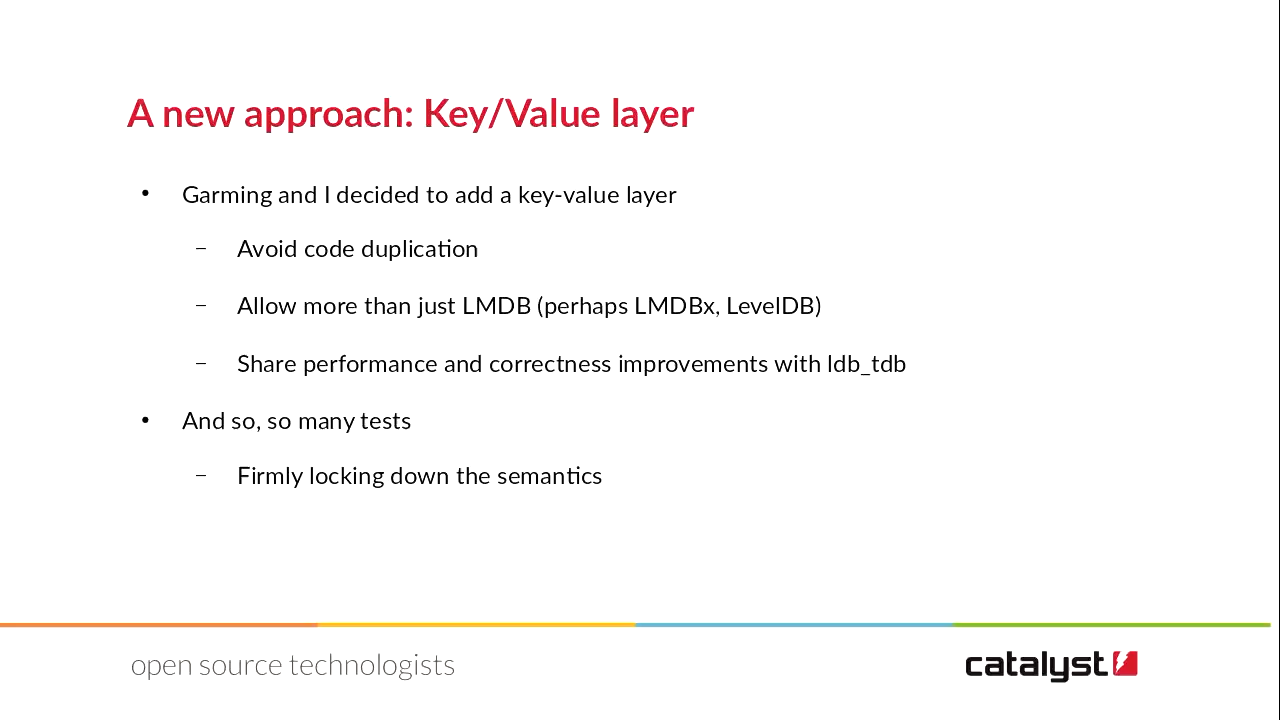 A new approach: Key/Value layer
• Garming and I decided to add a key-value layer
– Avoid code duplication
– Allow more than just LMDB (perhaps LMDBx, LevelDB)
– Share performance and correctness improvements with ldb_tdb
• And so, so many tests
– Firmly locking down the semantics
open source technologists
catalyst